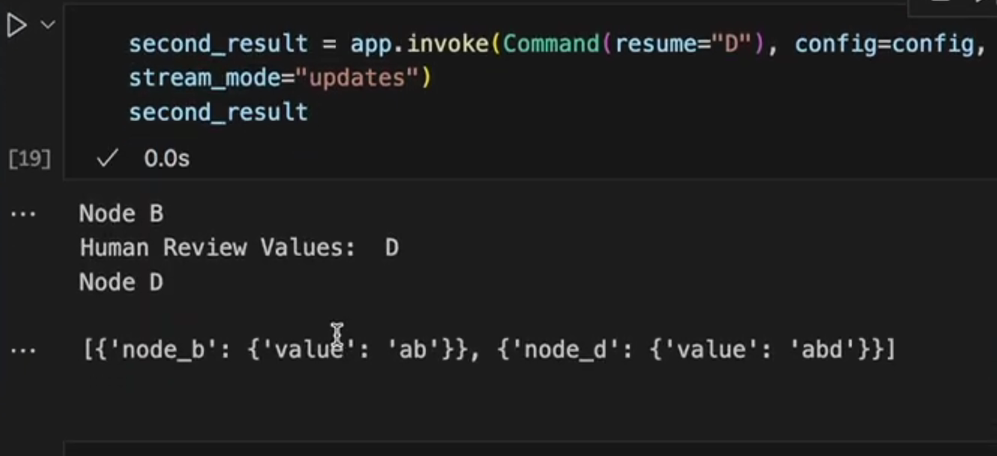 second_result = app.invoke(Command(resume="D"), config=config,
stream_mode="updates")
second_result
[19] ✓ 0.0s
... Node B
Human Review Values:  D
Node D
... [{'node_b': {'value': 'ab'}}, {'node_d': {'value': 'abd'}}]